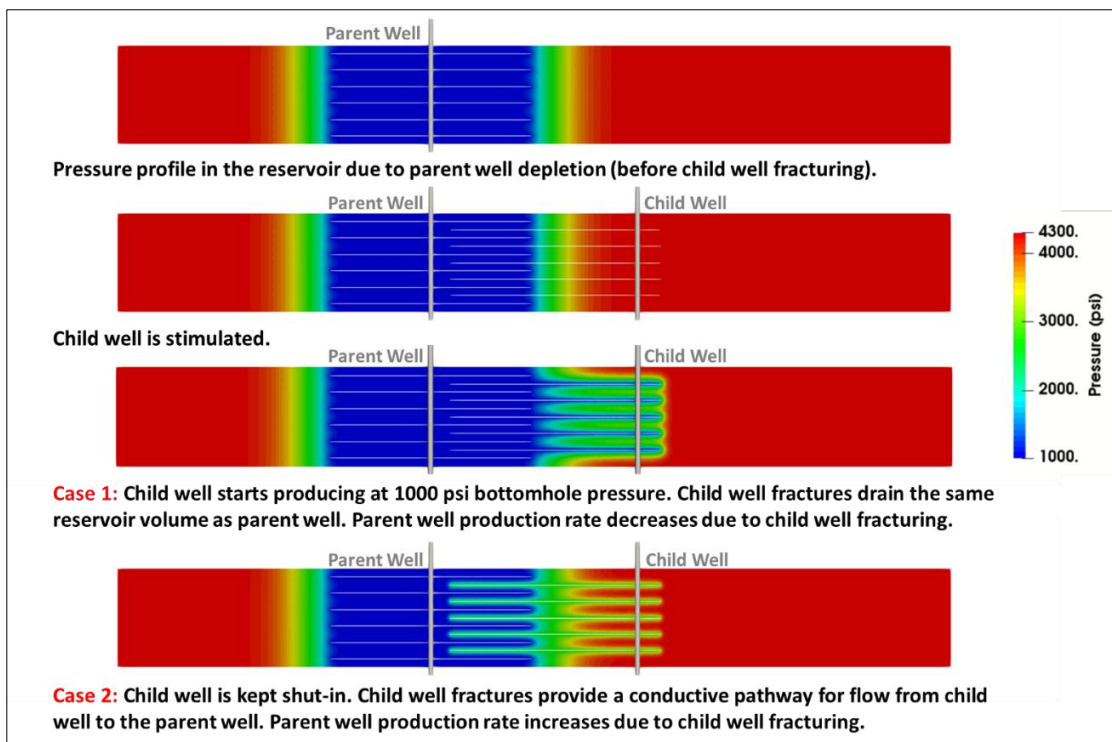 Parent Well
Pressure profile in the reservoir due to parent well depletion (before child well fracturing).
Parent Well
Child Well
Child well is stimulated.
4300.
4000.
3000.
2000.
1000.
Pressure (psi)
Parent Well
Child Well
Case 1: Child well starts producing at 1000 psi bottomhole pressure. Child well fractures drain the same
reservoir volume as parent well. Parent well production rate decreases due to child well fracturing.
Parent Well
Child Well
Case 2: Child well is kept shut-in. Child well fractures provide a conductive pathway for flow from child
well to the parent well. Parent well production rate increases due to child well fracturing.